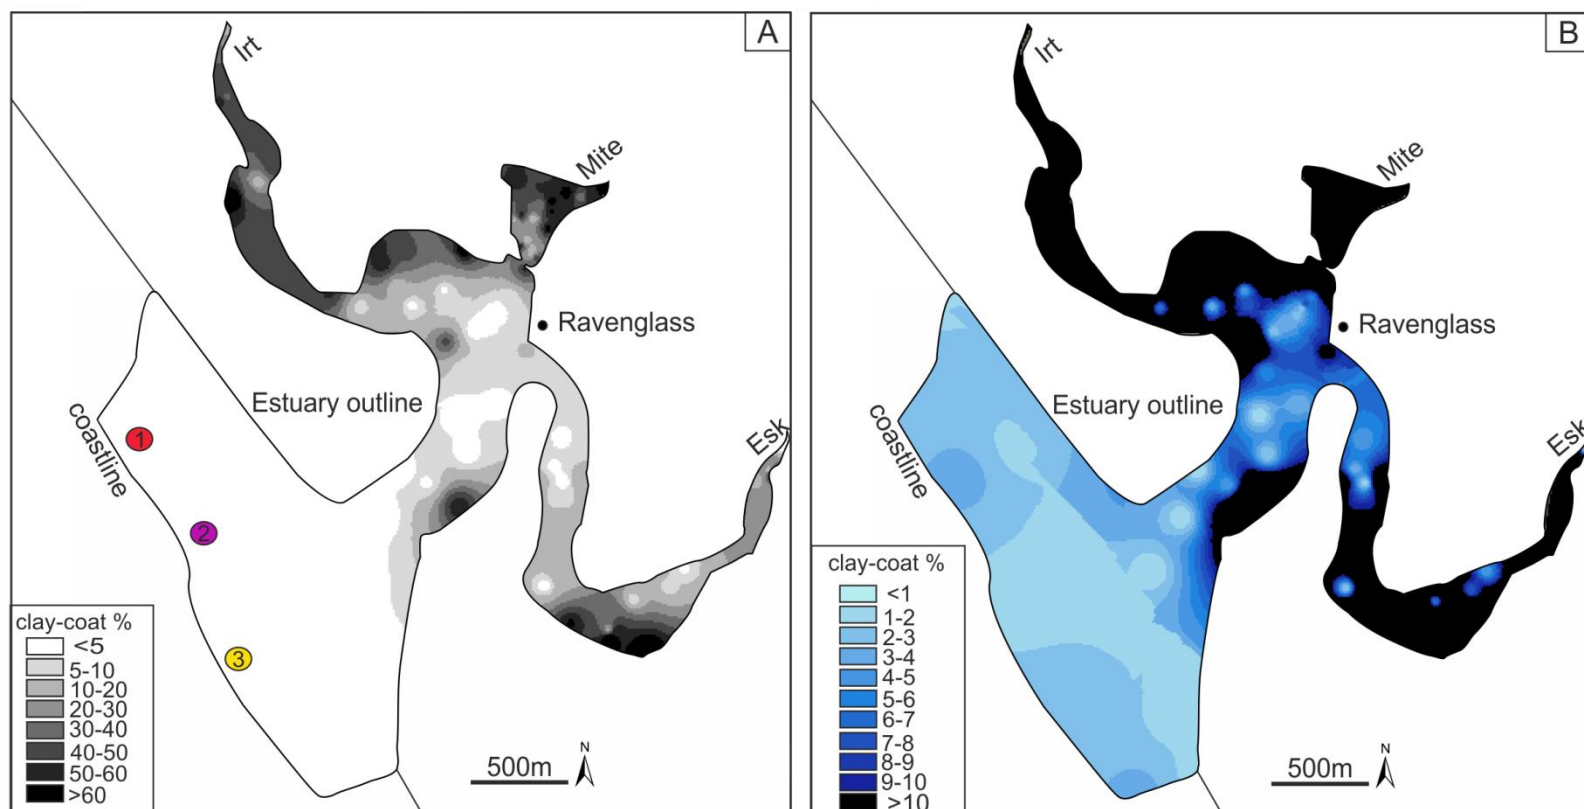 A
Irt
Mite
Ravenglass
Estuary outline
coastline
Esk
1
2
3
clay-coat %
<5
5-10
10-20
20-30
30-40
40-50
50-60
>60
500m
N
B
Irt
Mite
Ravenglass
Estuary outline
coastline
Esk
clay-coat %
<1
1-2
2-3
3-4
4-5
5-6
6-7
7-8
8-9
9-10
>10
500m
N